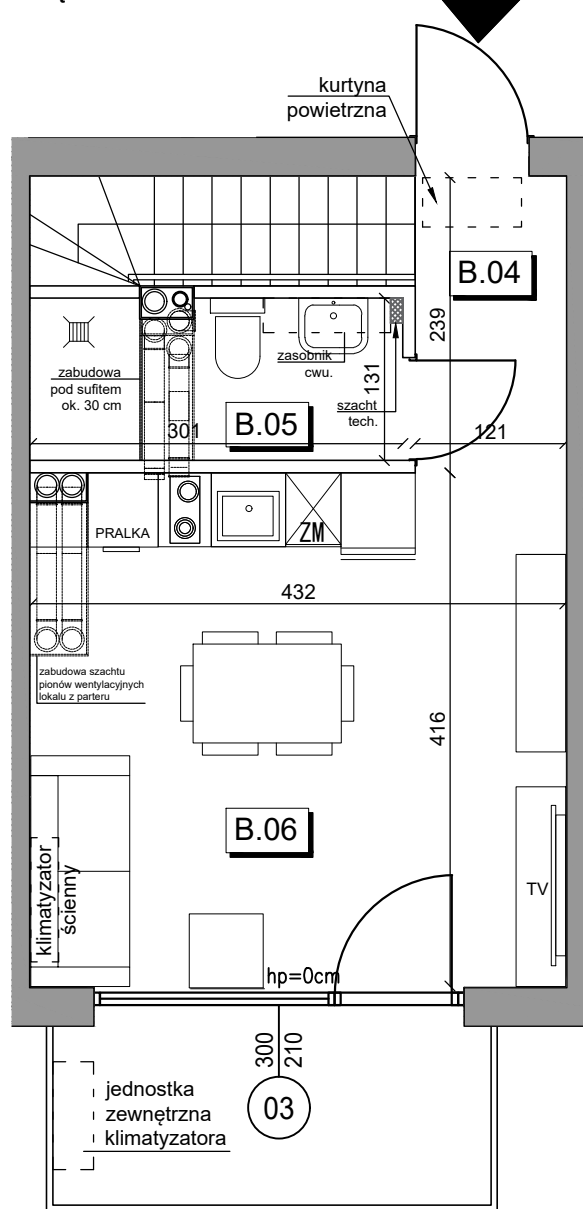 kurtyna
powietrzna
B.04
239
zabudowa
pod sufitem
ok. 30 cm
zasobnik
cwu.
131
szacht
tech.
B.05
301
121
PRALKA
ZM
432
zabudowa szachtu
pionów wentylacyjnych
lokalu z parteru
416
B.06
klimatyzator
ścienny
TV
hp=0cm
300
210
03
jednostka
zewnętrzna
klimatyzatora